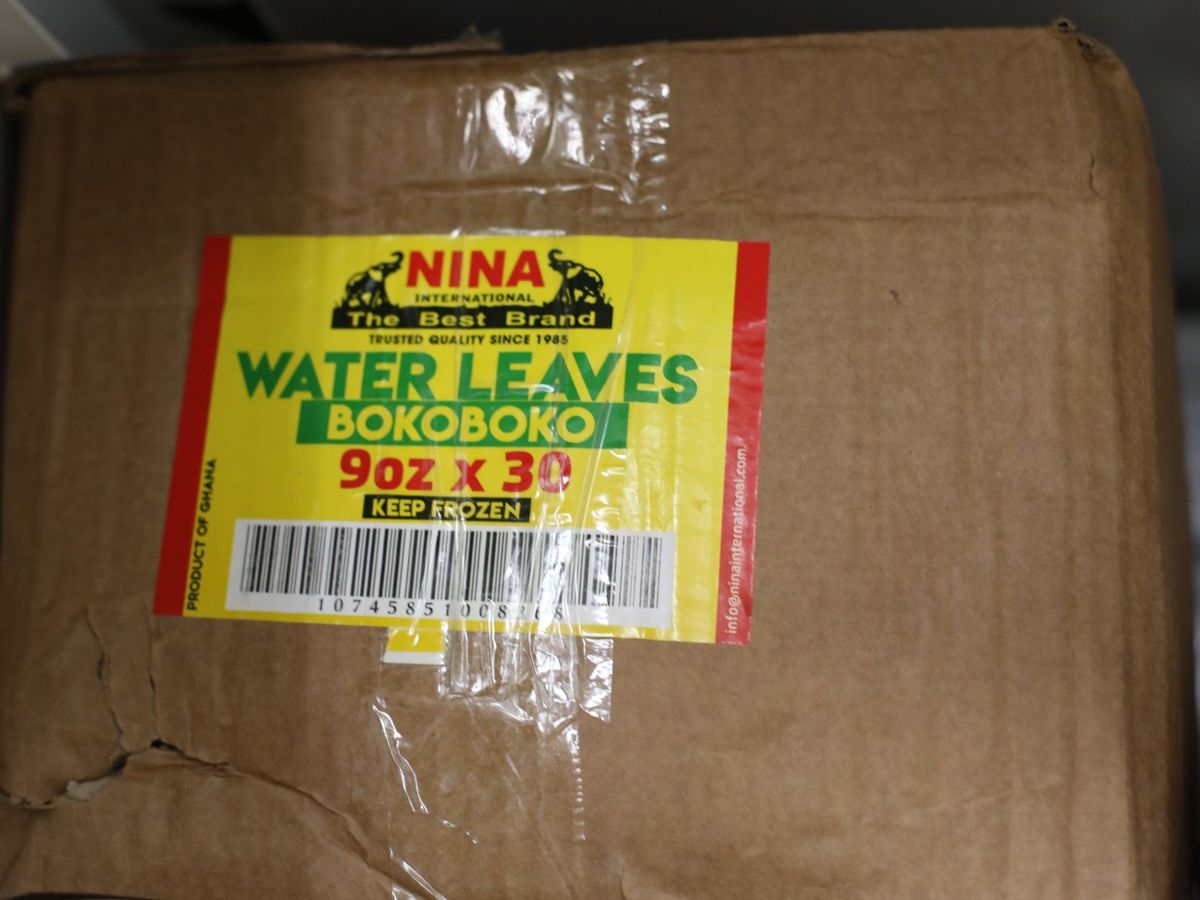 NINA
INTERNATIONAL
The Best Brand
TRUSTED QUALITY SINCE 1985
WATER LEAVES
BOKOBOKO
9oz x 30
KEEP FROZEN
PRODUCT OF GHANA
info@ninainternational.com